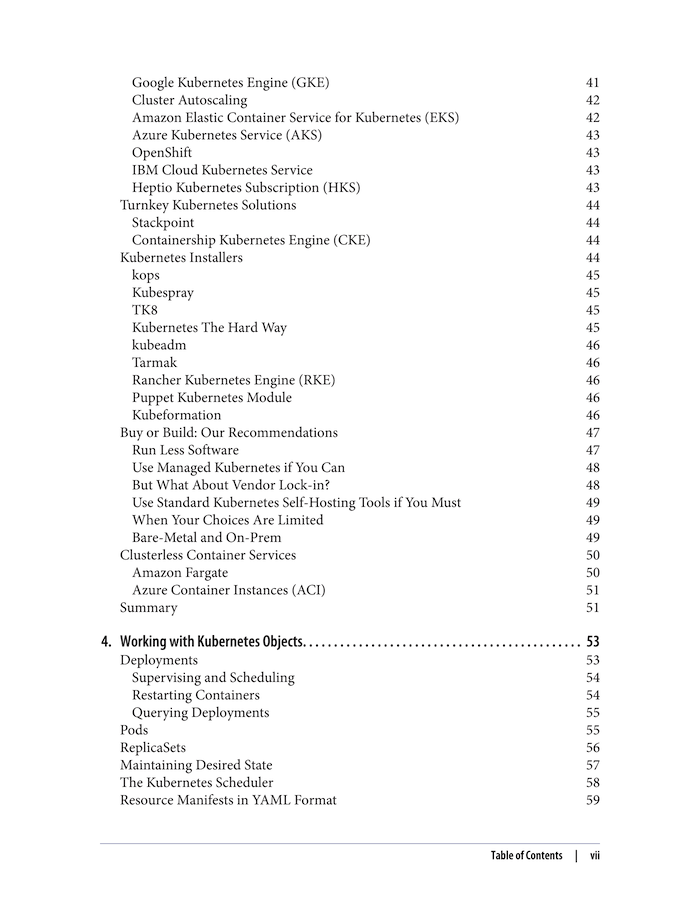 Google Kubernetes Engine (GKE) 41
Cluster Autoscaling 42
Amazon Elastic Container Service for Kubernetes (EKS) 42
Azure Kubernetes Service (AKS) 43
OpenShift 43
IBM Cloud Kubernetes Service 43
Heptio Kubernetes Subscription (HKS) 43
Turnkey Kubernetes Solutions 44
Stackpoint 44
Containership Kubernetes Engine (CKE) 44
Kubernetes Installers 44
kops 45
Kubespray 45
TK8 45
Kubernetes The Hard Way 45
kubeadm 46
Tarmak 46
Rancher Kubernetes Engine (RKE) 46
Puppet Kubernetes Module 46
Kubeformation 46
Buy or Build: Our Recommendations 47
Run Less Software 47
Use Managed Kubernetes if You Can 48
But What About Vendor Lock-in? 48
Use Standard Kubernetes Self-Hosting Tools if You Must 49
When Your Choices Are Limited 49
Bare-Metal and On-Prem 49
Clusterless Container Services 50
Amazon Fargate 50
Azure Container Instances (ACI) 51
Summary 51
4. Working with Kubernetes Objects. . . . . . . . . . . . . . . . . . . . . . . . . . . . . . . . . . . . . . . . . . . . . 53
Deployments 53
Supervising and Scheduling 54
Restarting Containers 54
Querying Deployments 55
Pods 55
ReplicaSets 56
Maintaining Desired State 57
The Kubernetes Scheduler 58
Resource Manifests in YAML Format 59
Table of Contents | vii